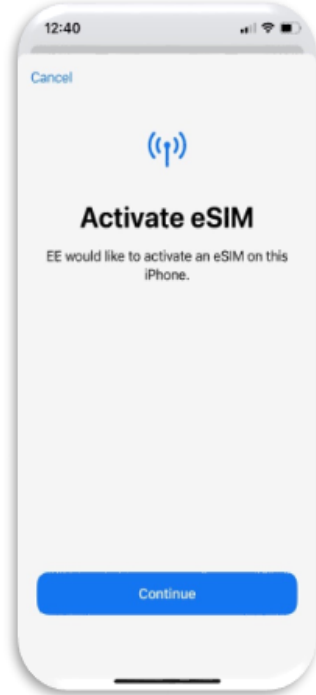 12:40
Cancel
Activate eSIM
EE would like to activate an eSIM on this
iPhone.
Continue